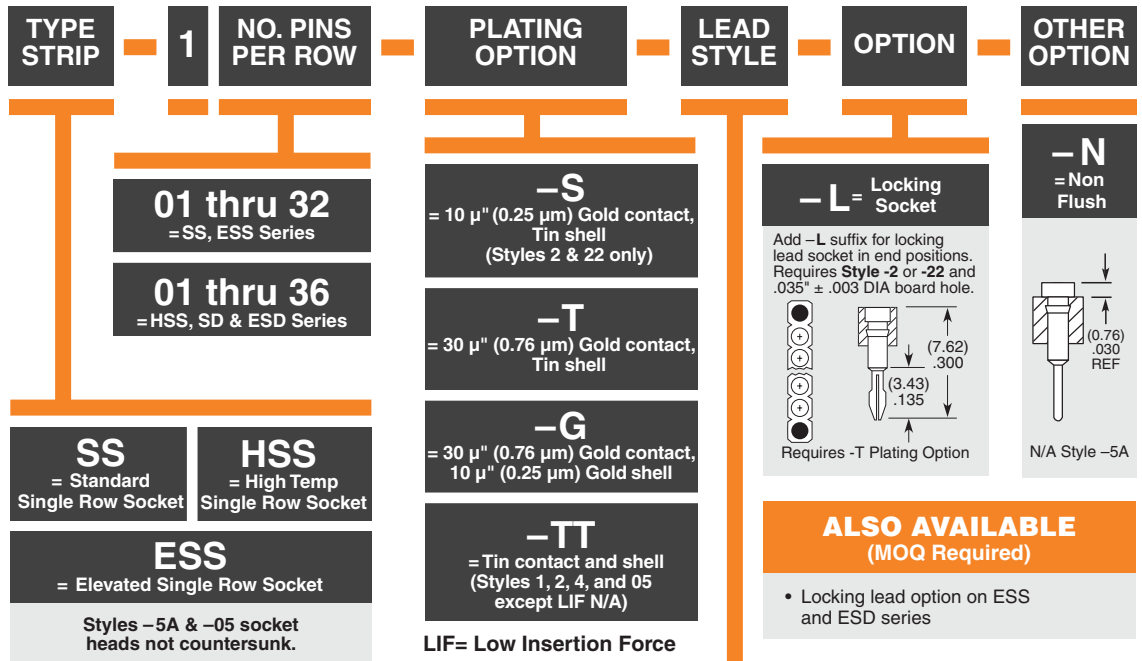 TYPE
STRIP
1
NO. PINS
PER ROW
PLATING
OPTION
LEAD
STYLE
OPTION
OTHER
OPTION
01 thru 32
=SS, ESS Series
01 thru 36
=HSS, SD & ESD Series
SS
= Standard
Single Row Socket
HSS
= High Temp
Single Row Socket
ESS
= Elevated Single Row Socket
Styles –5A & –05 socket
heads not countersunk.
–S
= 10 µ" (0.25 µm) Gold contact,
Tin shell
(Styles 2 & 22 only)
–T
= 30 µ" (0.76 µm) Gold contact,
Tin shell
–G
= 30 µ" (0.76 µm) Gold contact,
10 µ" (0.25 µm) Gold shell
–TT
= Tin contact and shell
(Styles 1, 2, 4, and 05
except LIF N/A)
LIF= Low Insertion Force
–L= Locking
Socket
Add –L suffix for locking
lead socket in end positions.
Requires Style -2 or -22 and
.035" ± .003 DIA board hole.
(7.62)
.300
(3.43)
.135
Requires -T Plating Option
–N
= Non
Flush
(0.76)
.030
REF
N/A Style –5A
ALSO AVAILABLE
(MOQ Required)
• Locking lead option on ESS
and ESD series